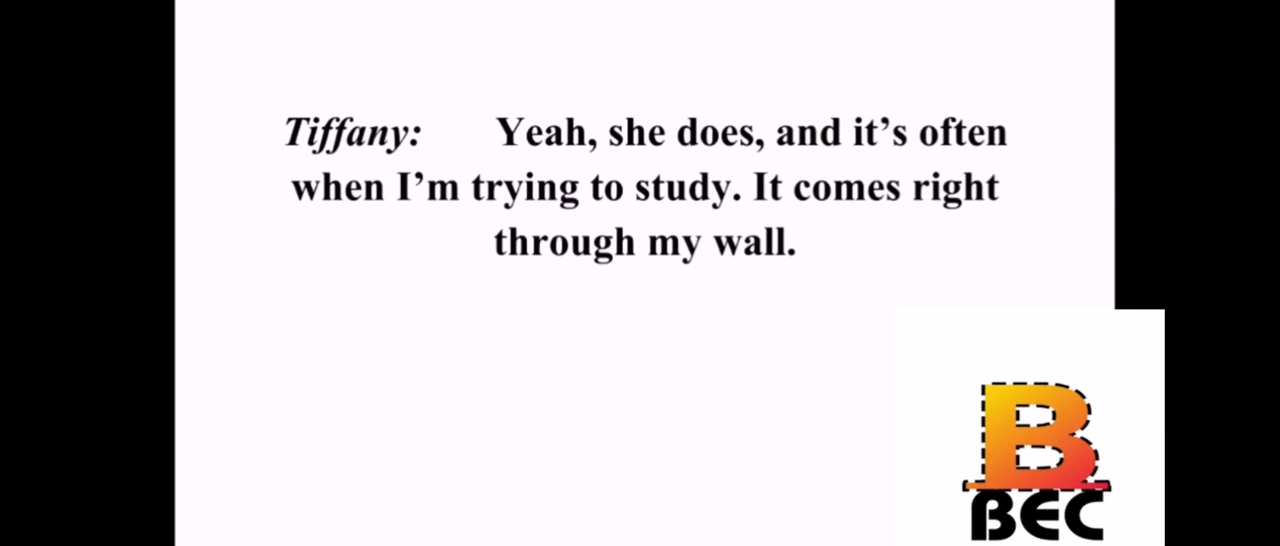 Tiffany: Yeah, she does, and it’s often
when I’m trying to study. It comes right
through my wall.
B
BEC